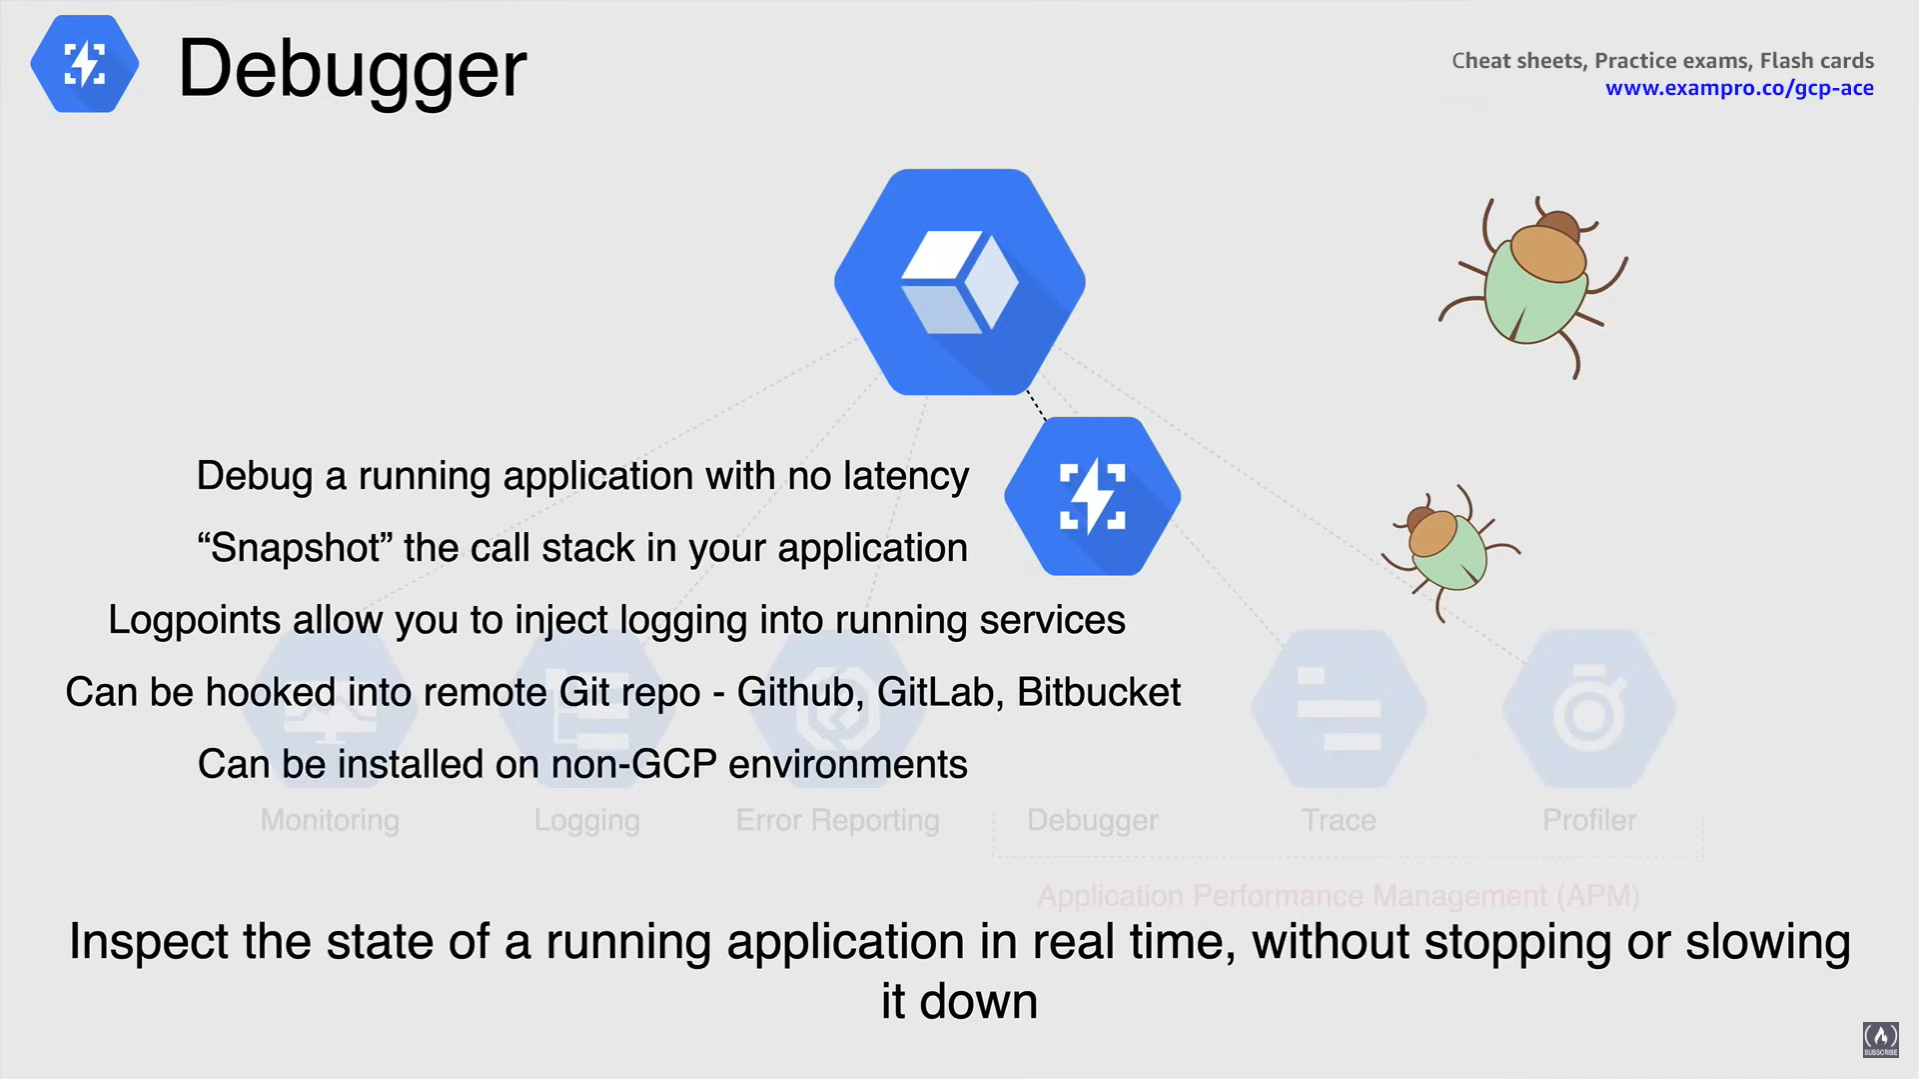 Debugger
Cheat sheets, Practice exams, Flash cards
www.exampro.co/gcp-ace
Debug a running application with no latency
“Snapshot” the call stack in your application
Logpoints allow you to inject logging into running services
Can be hooked into remote Git repo - Github, GitLab, Bitbucket
Can be installed on non-GCP environments
Monitoring
Logging
Error Reporting
Debugger
Trace
Profiler
Application Performance Management (APM)
Inspect the state of a running application in real time, without stopping or slowing
it down
SUBSCRIBE